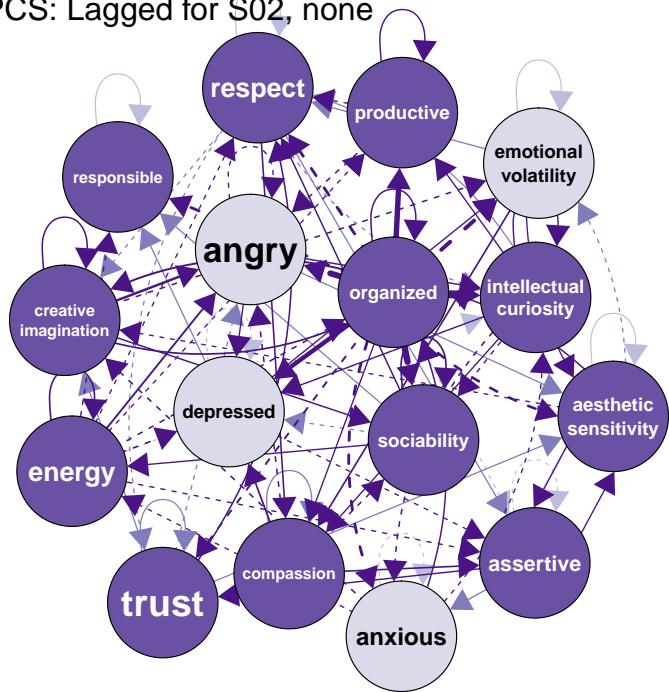 PCS: Lagged for S02, none
respect
productive
emotional
volatility
responsible
angry
organized
intellectual
curiosity
creative
imagination
depressed
aesthetic
sensitivity
sociability
energy
assertive
compassion
trust
anxious